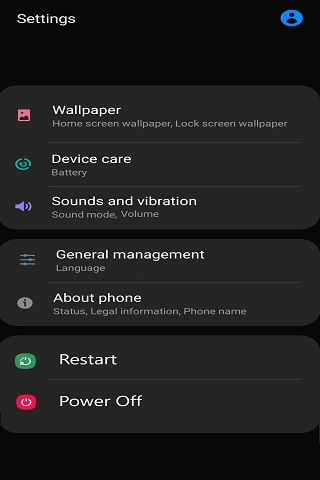 Settings
Wallpaper
Home screen wallpaper, Lock screen wallpaper
Device care
Battery
Sounds and vibration
Sound mode, Volume
General management
Language
About phone
Status, Legal information, Phone name
Restart
Power Off